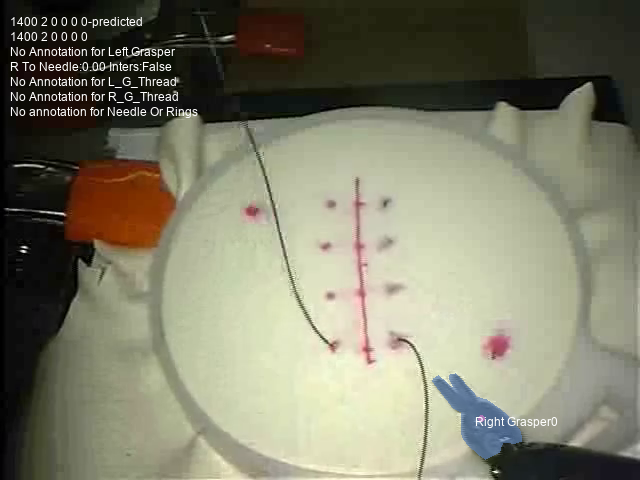 1400 2 0 0 0 0-predicted
1400 2 0 0 0 0
No Annotation for Left Grasper
R To Needle:0.00 Inters:False
No Annotation for L_G_Thread
No Annotation for R_G_Thread
No annotation for Needle Or Rings
Right Grasper0